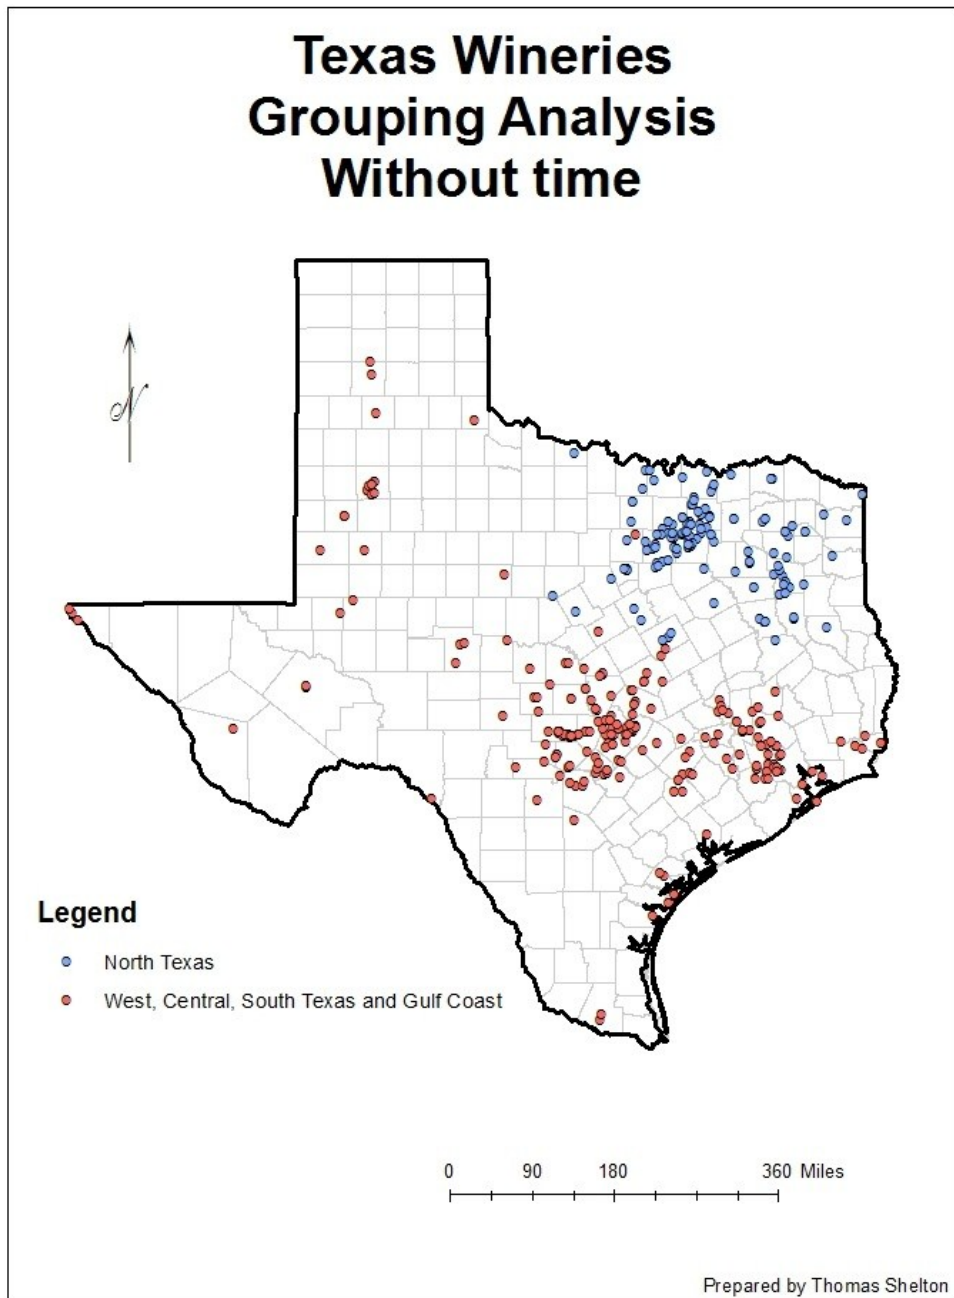 Texas Wineries
Grouping Analysis
Without time
N
Legend
North Texas
West, Central, South Texas and Gulf Coast
0 90 180 360 Miles
Prepared by Thomas Shelton